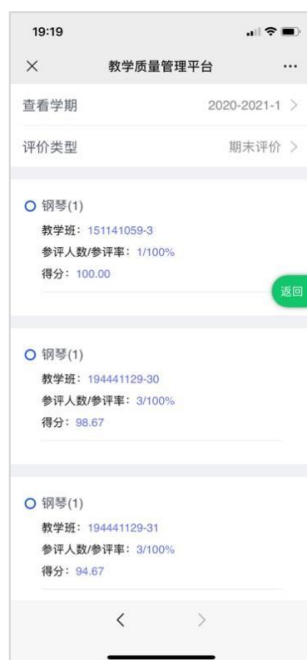 19:19
教学质量管理平台
查看学期 2020-2021-1
评价类型 期末评价
钢琴(1)
教学班：151141059-3
参评人数/参评率：1/100%
得分：100.00
返回
钢琴(1)
教学班：194441129-30
参评人数/参评率：3/100%
得分：98.67
钢琴(1)
教学班：194441129-31
参评人数/参评率：3/100%
得分：94.67